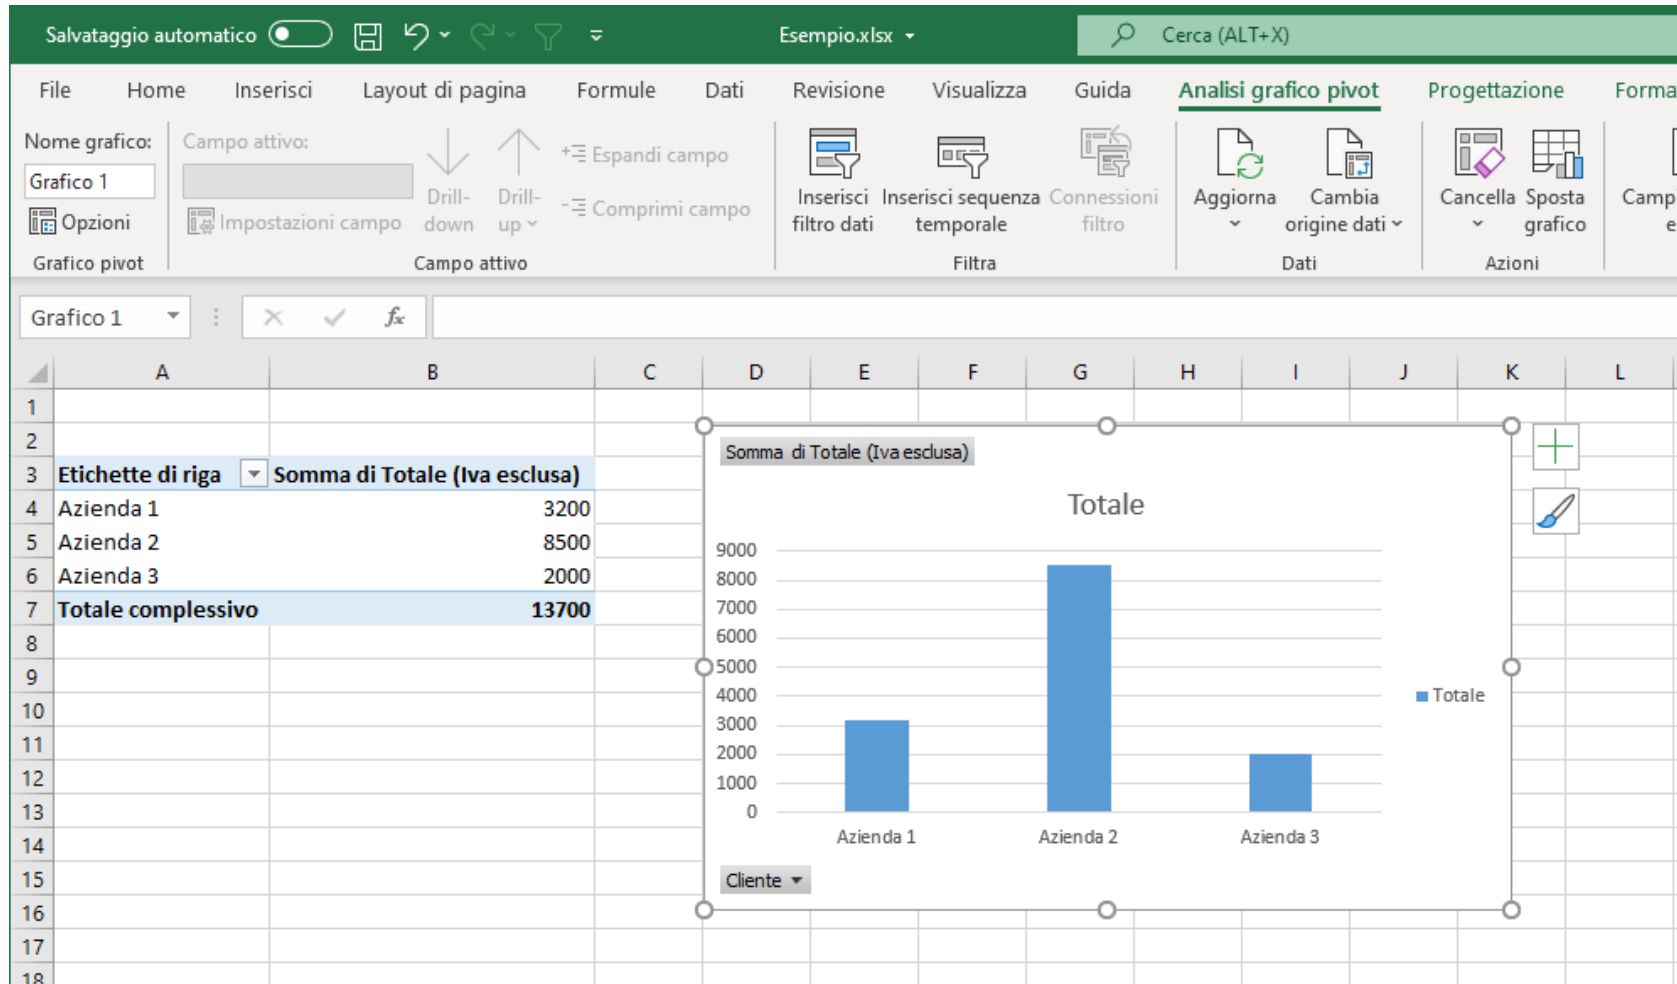 Salvataggio automatico
Esempio.xlsx
Cerca (ALT+X)
File Home Inserisci Layout di pagina Formule Dati Revisione Visualizza Guida Analisi grafico pivot Progettazione Forma
Nome grafico:
Grafico 1
Opzioni
Grafico pivot
Campo attivo:
Impostazioni campo
Drill-down
Drill-up
Espandi campo
Comprimi campo
Campo attivo
Inserisci filtro dati
Inserisci sequenza temporale
Connessioni filtro
Filtra
Aggiorna
Cambia origine dati
Dati
Cancella
Sposta grafico
Azioni
Camp
e
Grafico 1
fx
A B C D E F G H I J K L
1
2
3 Etichette di riga Somma di Totale (Iva esclusa)
4 Azienda 1 3200
5 Azienda 2 8500
6 Azienda 3 2000
7 Totale complessivo 13700
8
9
10
11
12
13
14
15
16
17
18
Somma di Totale (Iva esclusa)
Totale
9000
8000
7000
6000
5000
4000
3000
2000
1000
0
Azienda 1 Azienda 2 Azienda 3
Totale
Cliente